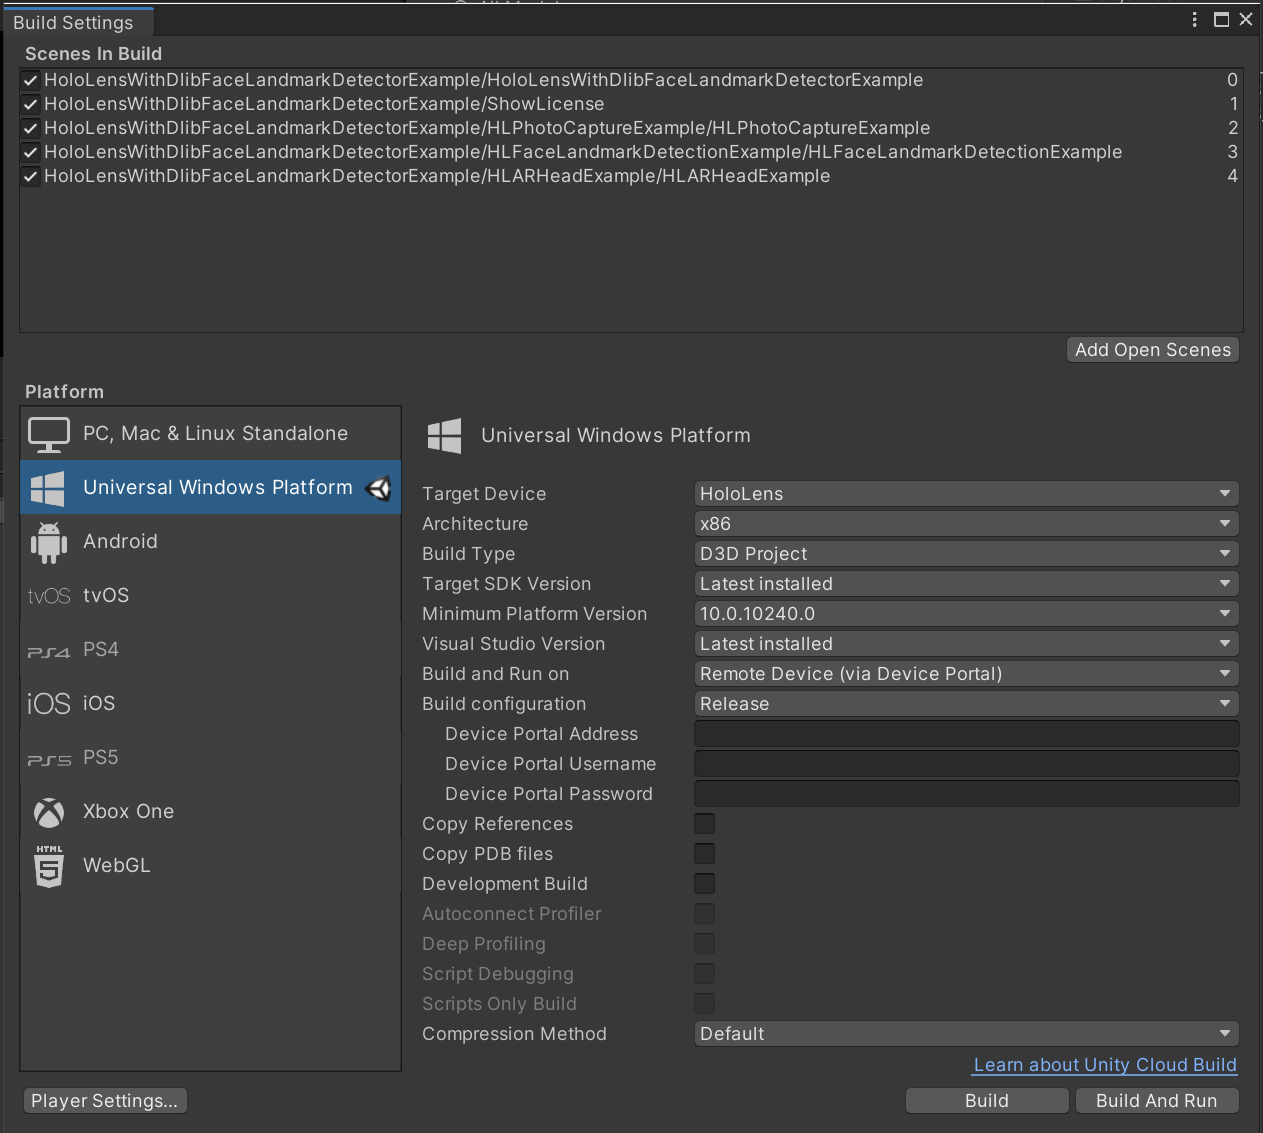 Build Settings
Scenes In Build
HoloLensWithDlibFaceLandmarkDetectorExample/HoloLensWithDlibFaceLandmarkDetectorExample 0
HoloLensWithDlibFaceLandmarkDetectorExample/ShowLicense 1
HoloLensWithDlibFaceLandmarkDetectorExample/HLPhotoCaptureExample/HLPhotoCaptureExample 2
HoloLensWithDlibFaceLandmarkDetectorExample/HLFaceLandmarkDetectionExample/HLFaceLandmarkDetectionExample 3
HoloLensWithDlibFaceLandmarkDetectorExample/HLARHeadExample/HLARHeadExample 4
Add Open Scenes
Platform
PC, Mac & Linux Standalone
Universal Windows Platform
Android
tvOS tvOS
PS4 PS4
iOS iOS
PS5 PS5
Xbox One
HTML 5 WebGL
Universal Windows Platform
Target Device HoloLens
Architecture x86
Build Type D3D Project
Target SDK Version Latest installed
Minimum Platform Version 10.0.10240.0
Visual Studio Version Latest installed
Build and Run on Remote Device (via Device Portal)
Build configuration Release
Device Portal Address
Device Portal Username
Device Portal Password
Copy References
Copy PDB files
Development Build
Autoconnect Profiler
Deep Profiling
Script Debugging
Scripts Only Build
Compression Method Default
Learn about Unity Cloud Build
Player Settings... Build Build And Run